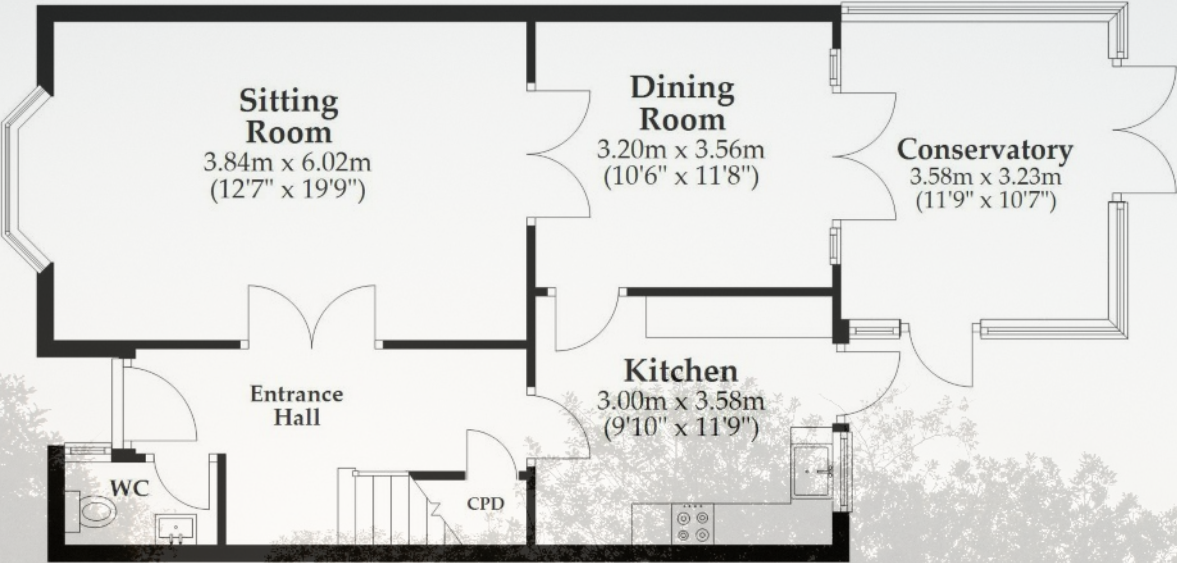 Sitting
Room
3.84m x 6.02m
(12'7" x 19'9")
Dining
Room
3.20m x 3.56m
(10'6" x 11'8")
Conservatory
3.58m x 3.23m
(11'9" x 10'7")
Entrance
Hall
Kitchen
3.00m x 3.58m
(9'10" x 11'9")
WC
CPD